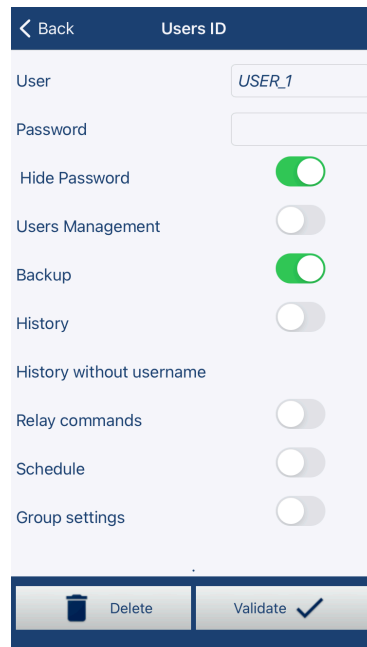 Back Users ID
User USER_1
Password
Hide Password
Users Management
Backup
History
History without username
Relay commands
Schedule
Group settings
.
Delete Validate